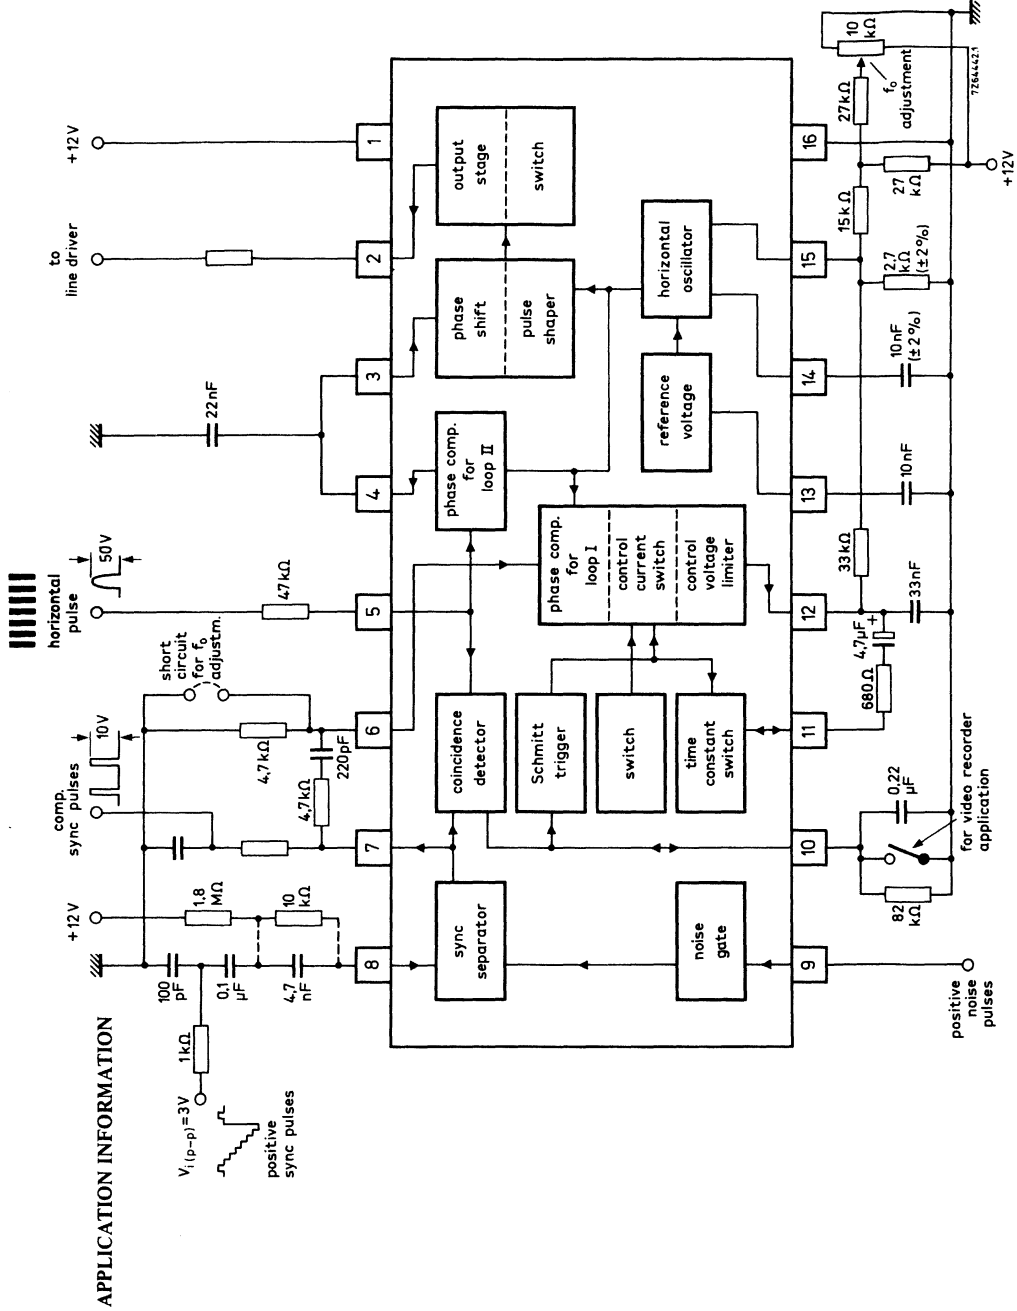 APPLICATION INFORMATION
Vi (p-p) = 3V
positive
sync pulses
1kΩ
100
pF
0,1
μF
4,7
nF
+12V
1,8
MΩ
10
kΩ
comp.
sync pulses
10V
4,7kΩ
4,7kΩ
220pF
short
circuit
for fo
adjustm.
horizontal
pulse
50V
47kΩ
22nF
to
line driver
+12V
8
7
6
5
4
3
2
1
sync
separator
coincidence
detector
phase comp.
for
loop II
phase
shift
pulse
shaper
output
stage
switch
Schmitt
trigger
switch
time
constant
switch
phase comp.
for
loop I
control
current
switch
control
voltage
limiter
reference
voltage
horizontal
oscillator
noise
gate
9
10
11
12
13
14
15
16
positive
noise
pulses
82
kΩ
0,22
μF
for video recorder
application
680Ω
4,7μF
+
33nF
33kΩ
10nF
10nF
(±2%)
2,7
kΩ
(±2%)
15kΩ
27
kΩ
27kΩ
10
kΩ
fo
adjustment
+12V
7Z64442.1